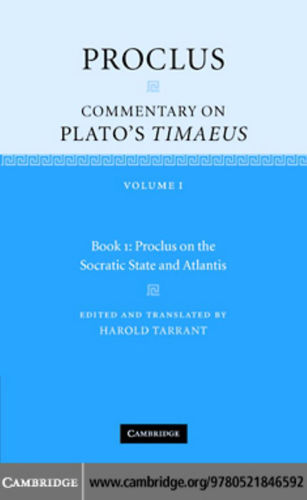 PROCLUS
COMMENTARY ON
PLATO'S TIMAEUS
VOLUME I
Book 1: Proclus on the
Socratic State and Atlantis
EDITED AND TRANSLATED BY
HAROLD TARRANT
CAMBRIDGE
CAMBRIDGE www.cambridge.org/9780521846592